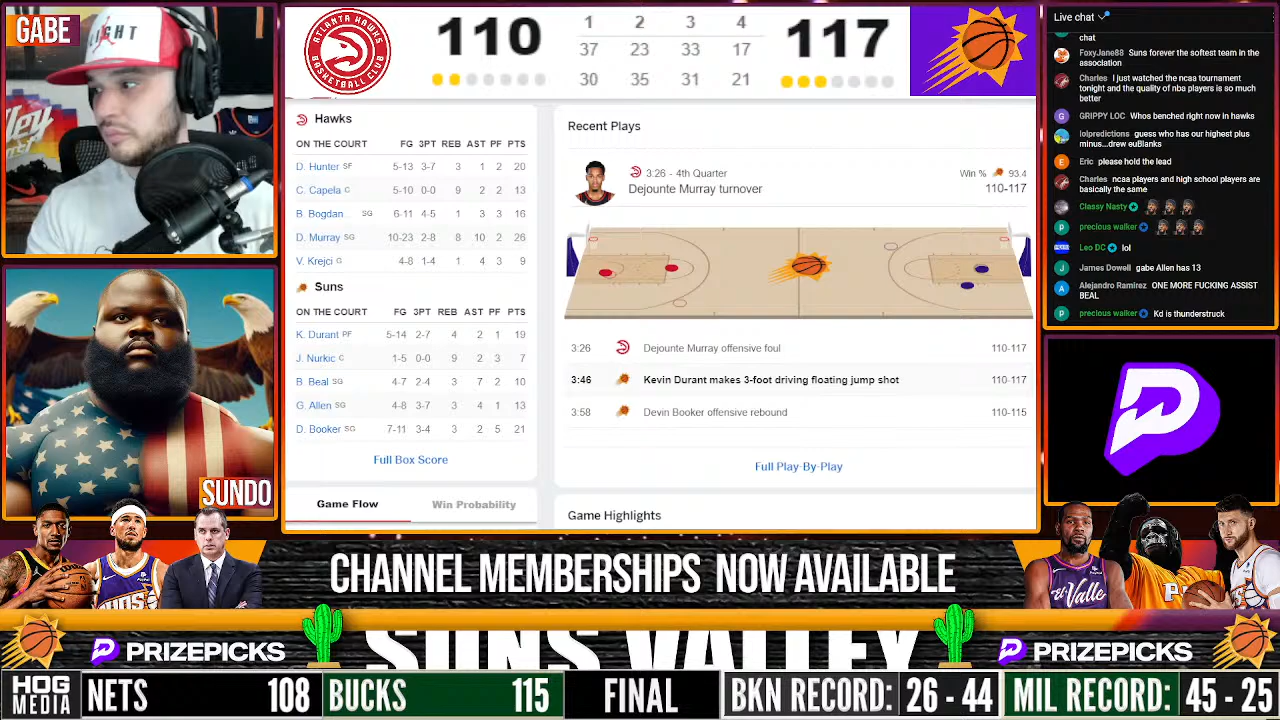 GABE
IGHT
ATLANTA HAWKS
BASKETBALL CLUB
110
1 2 3 4
37 23 33 17
30 35 31 21
117
Hawks
ON THE COURT FG 3PT REB AST PF PTS
D. Hunter SF 5-13 3-7 3 1 2 20
C. Capela C 5-10 0-0 9 2 2 13
B. Bogdan... SG 6-11 4-5 1 3 3 16
D. Murray SG 10-23 2-8 8 10 2 26
V. Krejci G 4-8 1-4 1 4 3 9
Suns
ON THE COURT FG 3PT REB AST PF PTS
K. Durant PF 5-14 2-7 4 2 1 19
J. Nurkic C 1-5 0-0 9 2 3 7
B. Beal SG 4-7 2-4 3 7 2 10
G. Allen SG 4-8 3-7 3 4 1 13
D. Booker SG 7-11 3-4 3 2 5 21
Full Box Score
Game Flow Win Probability
Recent Plays
3:26 - 4th Quarter
Dejounte Murray turnover
Win % 93.4
110-117
3:26 Dejounte Murray offensive foul 110-117
3:46 Kevin Durant makes 3-foot driving floating jump shot 110-117
3:58 Devin Booker offensive rebound 110-115
Full Play-By-Play
Game Highlights
Live chat
chat
FoxyJane88 Suns forever the softest team in the
association
Charles I just watched the ncaa tournament
tonight and the quality of nba players is so much
better
GRIPPY LOC Whos benched right now in hawks
lolpredictions guess who has our highest plus
minus...drew euBlanks
Eric please hold the lead
Charles ncaa players and high school players are
basically the same
Classy Nasty
precious walker
Leo DC lol
James Dowell gabe Allen has 13
Alejandro Ramirez ONE MORE FUCKING ASSIST
BEAL
precious walker Kd is thunderstruck
SUNDO
CHANNEL MEMBERSHIPS NOW AVAILABLE
PRIZEPICKS
SUNS VALLEY
PRIZEPICKS
HOG
MEDIA
NETS 108 BUCKS 115 FINAL BKN RECORD: 26 - 44 MIL RECORD: 45 - 25